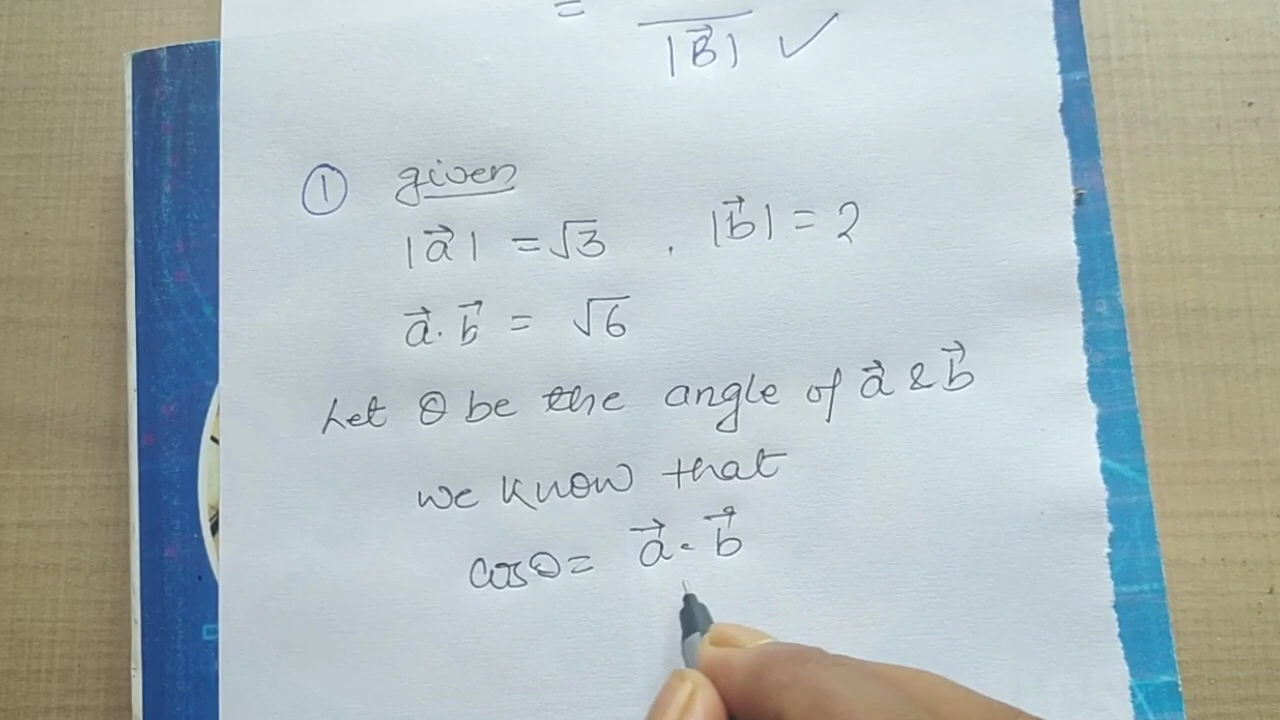 =
|B⃗| ✓
① given
|a⃗| = √3 , |b⃗| = 2
a⃗. b⃗ = √6
Let θ be the angle of a⃗ & b⃗
we know that
cosθ = a⃗ . b⃗